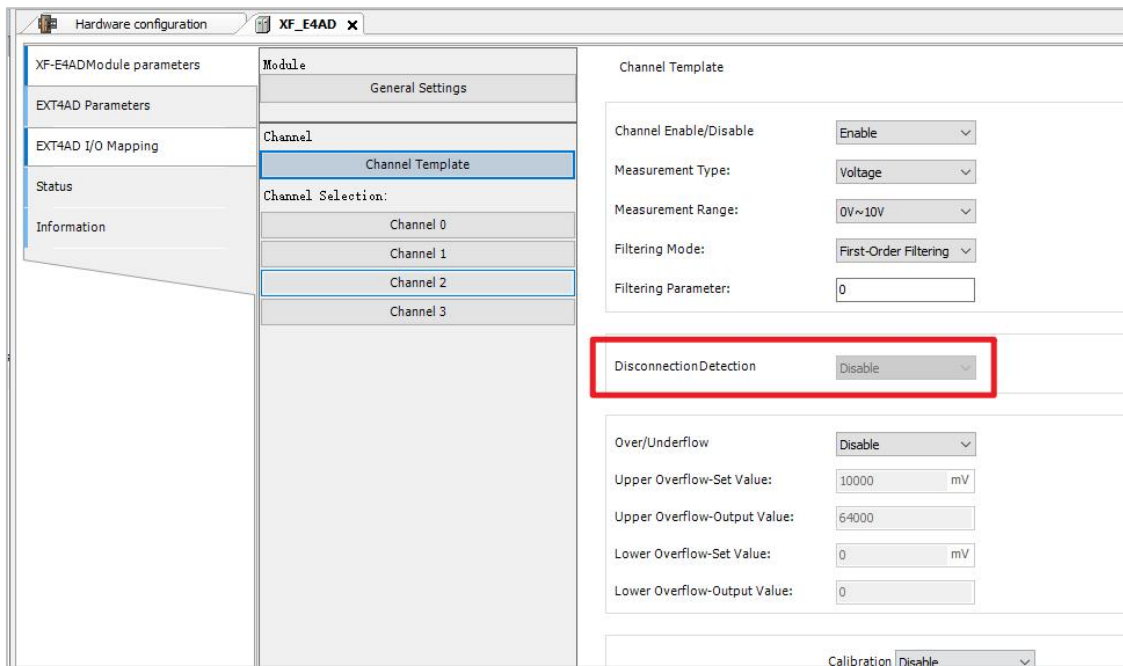 Hardware configuration
XF_E4AD
XF-E4ADModule parameters
EXT4AD Parameters
EXT4AD I/O Mapping
Status
Information
Module
General Settings
Channel
Channel Template
Channel Selection:
Channel 0
Channel 1
Channel 2
Channel 3
Channel Template
Channel Enable/Disable Enable
Measurement Type: Voltage
Measurement Range: 0V~10V
Filtering Mode: First-Order Filtering
Filtering Parameter: 0
DisconnectionDetection Disable
Over/Underflow Disable
Upper Overflow-Set Value: 10000 mV
Upper Overflow-Output Value: 64000
Lower Overflow-Set Value: 0 mV
Lower Overflow-Output Value: 0
Calibration Disable